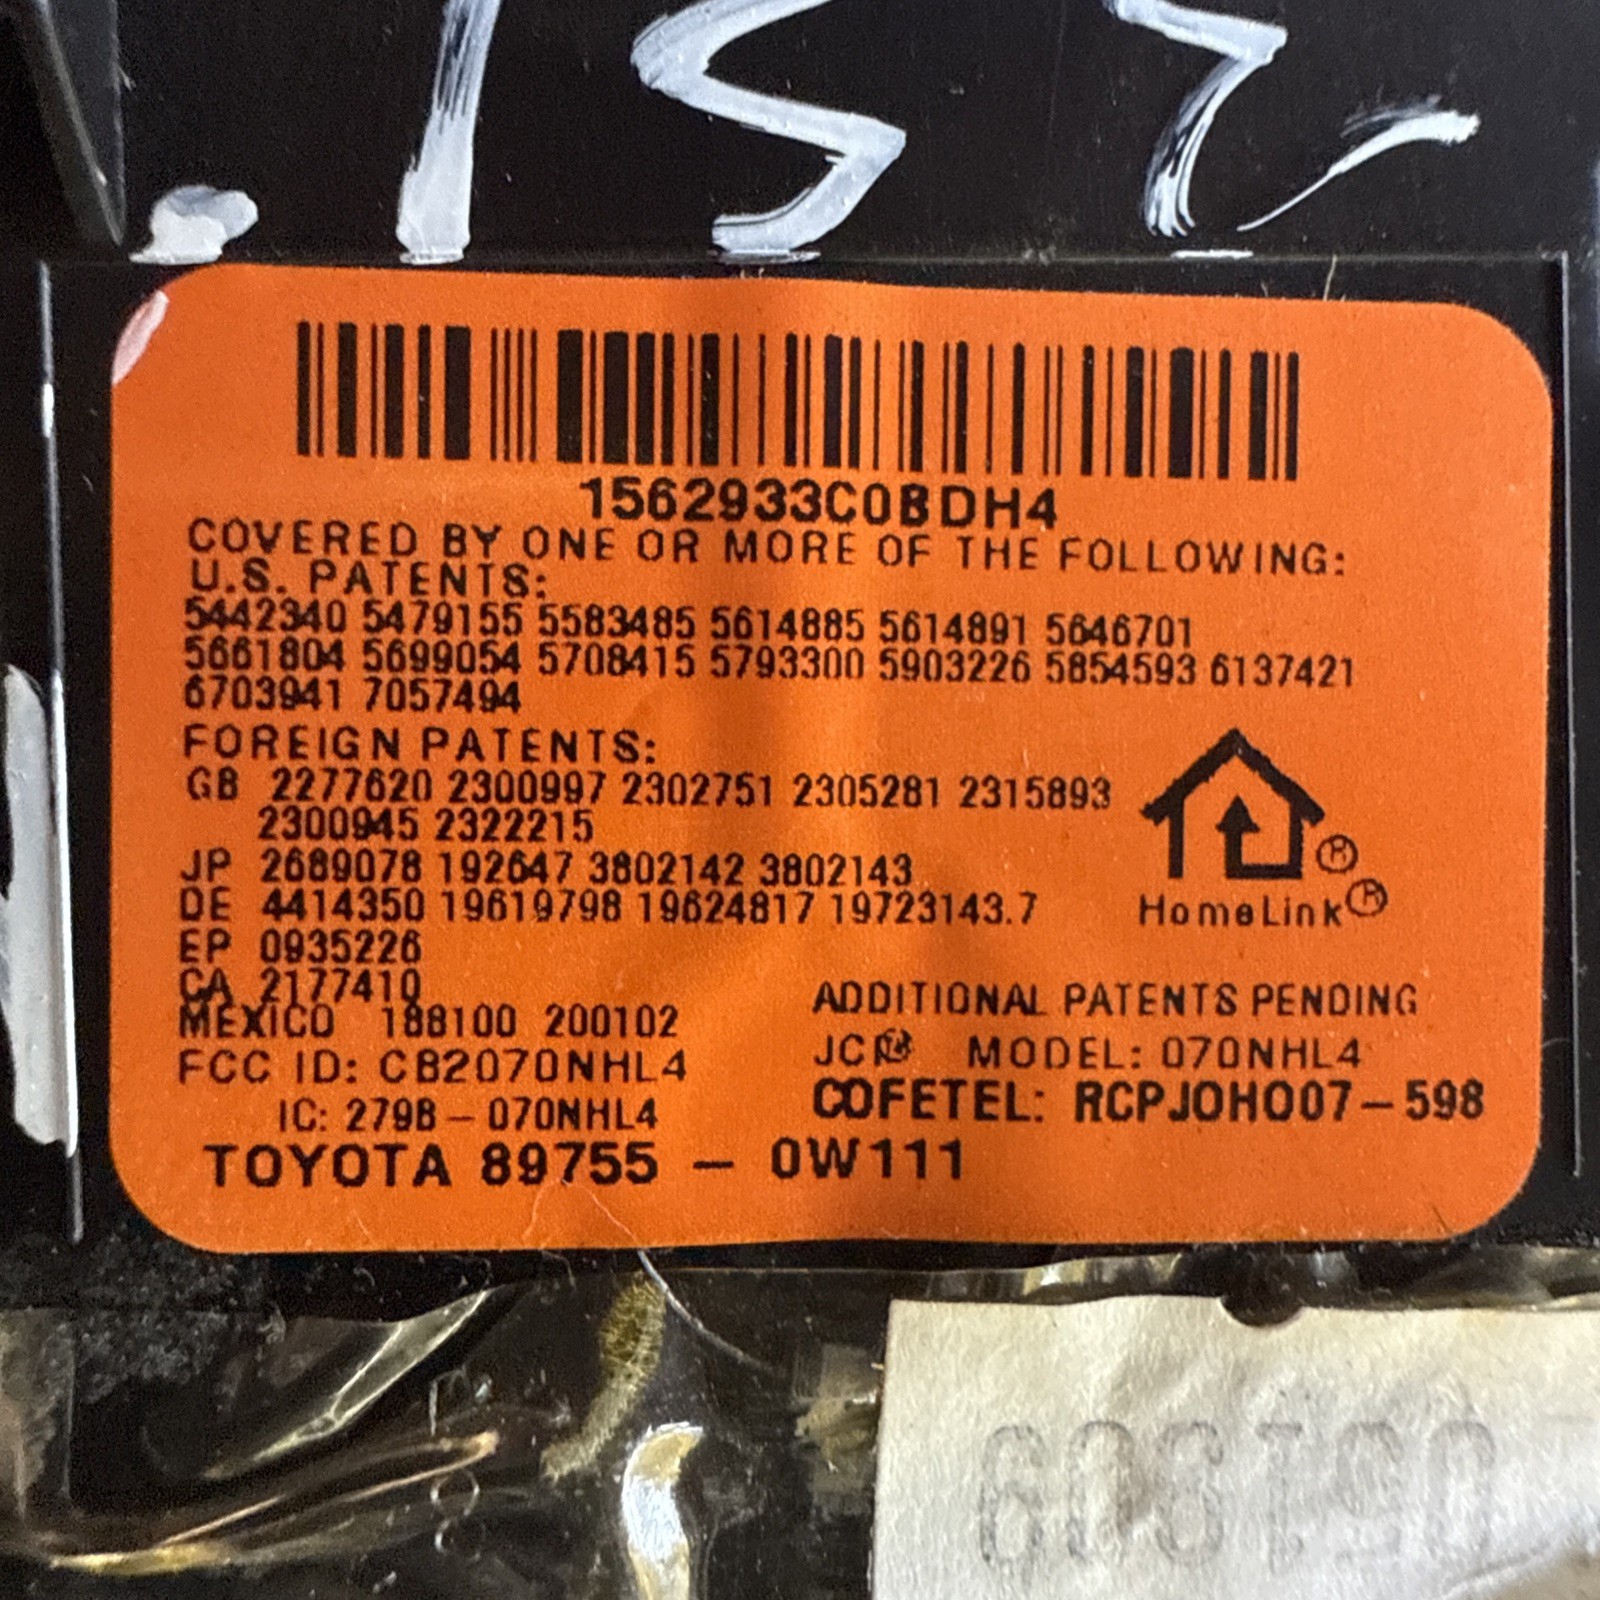 1562933C0BDH4
COVERED BY ONE OR MORE OF THE FOLLOWING:
U.S. PATENTS:
5442340 5479155 5583485 5614885 5614891 5646701
5661804 5699054 5708415 5793300 5903226 5854593 6137421
6703941 7057494
FOREIGN PATENTS:
GB 2277620 2300997 2302751 2305281 2315893
2300945 2322215
JP 2689078 192647 3802142 3802143
DE 4414350 19619798 19624817 19723143.7
EP 0935226
CA 2177410
MEXICO 188100 200102
HomeLink®
ADDITIONAL PATENTS PENDING
FCC ID: CB2070NHL4
MODEL: 070NHL4
IC: 279B-070NHL4
COFETEL: RCPJOHO07-598
TOYOTA 89755 - 0W111